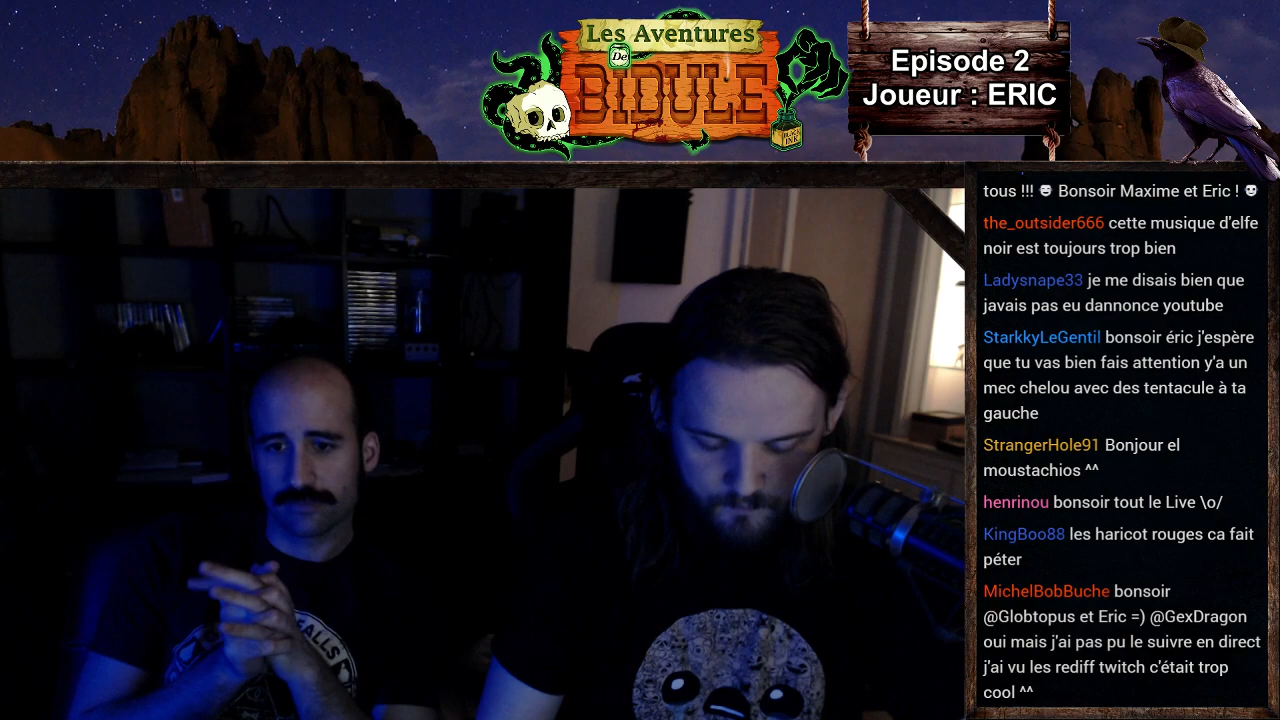 Les Aventures
De
BIDULE
BLACK
INK
Episode 2
Joueur : ERIC
tous !!! Bonsoir Maxime et Eric !
the_outsider666 cette musique d'elfe
noir est toujours trop bien
Ladysnape33 je me disais bien que
javais pas eu dannonce youtube
StarkkyLeGentil bonsoir éric j'espère
que tu vas bien fais attention y'a un
mec chelou avec des tentacule à ta
gauche
StrangerHole91 Bonjour el
moustachios ^^
henrinou bonsoir tout le Live \o/
KingBoo88 les haricot rouges ca fait
péter
MichelBobBuche bonsoir
@Globtopus et Eric =) @GexDragon
oui mais j'ai pas pu le suivre en direct
j'ai vu les rediff twitch c'était trop
cool ^^
FALLS